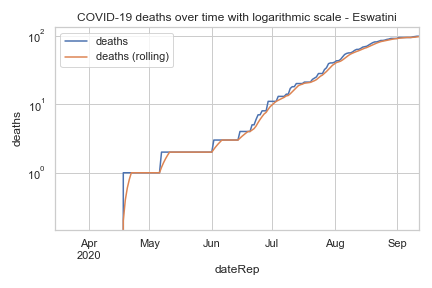 COVID-19 deaths over time with logarithmic scale - Eswatini
deaths
deaths (rolling)
10²
10¹
10⁰
deaths
Apr May Jun Jul Aug Sep
2020
dateRep